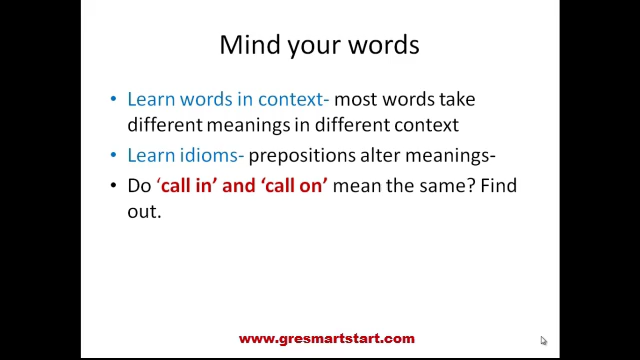 Mind your words
• Learn words in context- most words take
different meanings in different context
• Learn idioms- prepositions alter meanings-
• Do ‘call in’ and ‘call on’ mean the same? Find
out.
www.gresmartstart.com